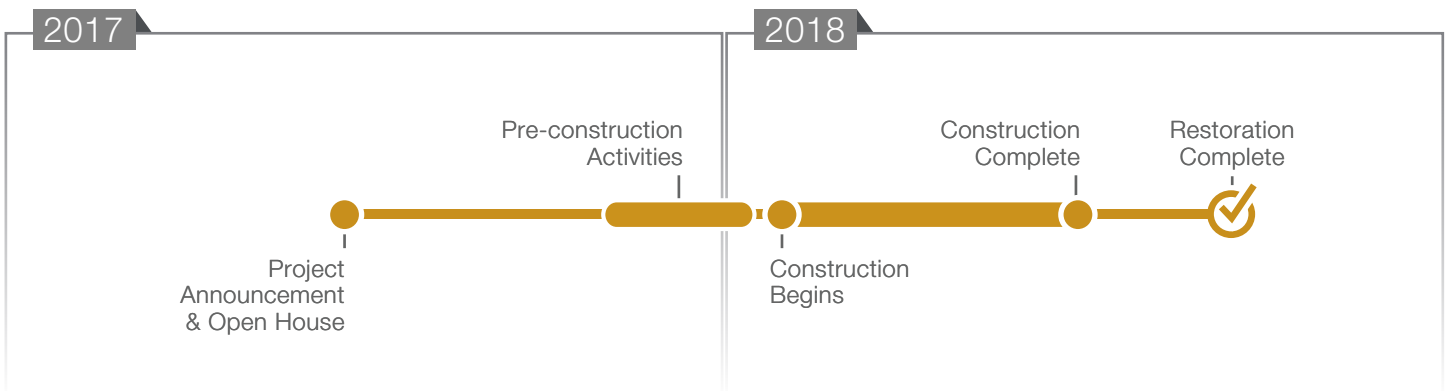 2017
2018
Pre-construction
Activities
Construction
Complete
Restoration
Complete
Project
Announcement
& Open House
Construction
Begins